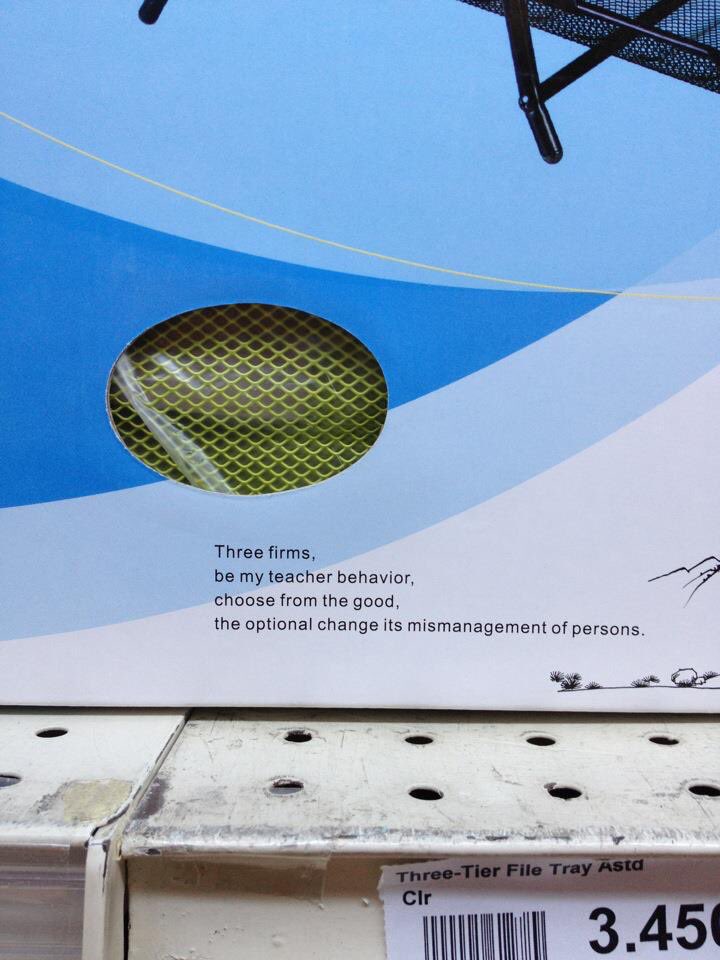 Three firms,
be my teacher behavior,
choose from the good,
the optional change its mismanagement of persons.
Three-Tier File Tray Astd
Clr
3.450